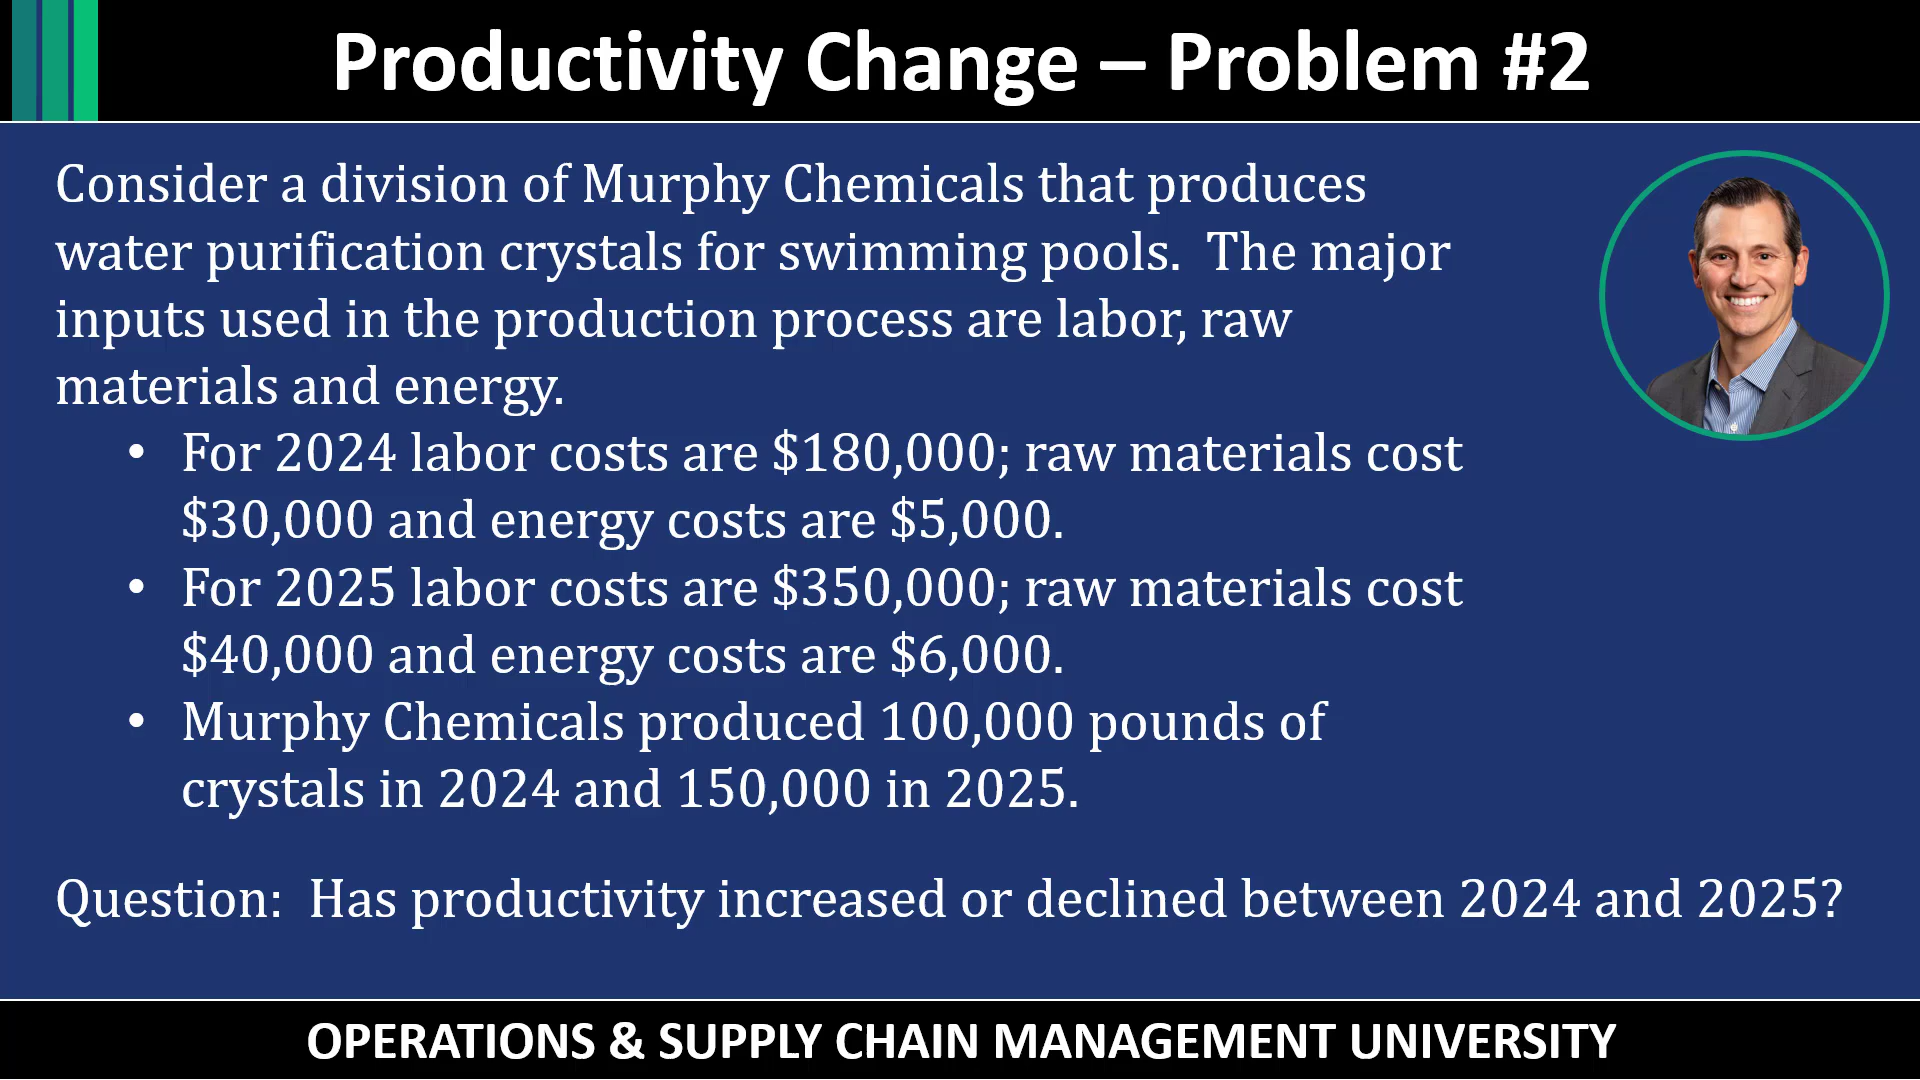 Productivity Change – Problem #2
Consider a division of Murphy Chemicals that produces
water purification crystals for swimming pools.  The major
inputs used in the production process are labor, raw
materials and energy.
• For 2024 labor costs are $180,000; raw materials cost
$30,000 and energy costs are $5,000.
• For 2025 labor costs are $350,000; raw materials cost
$40,000 and energy costs are $6,000.
• Murphy Chemicals produced 100,000 pounds of
crystals in 2024 and 150,000 in 2025.
Question:  Has productivity increased or declined between 2024 and 2025?
OPERATIONS & SUPPLY CHAIN MANAGEMENT UNIVERSITY